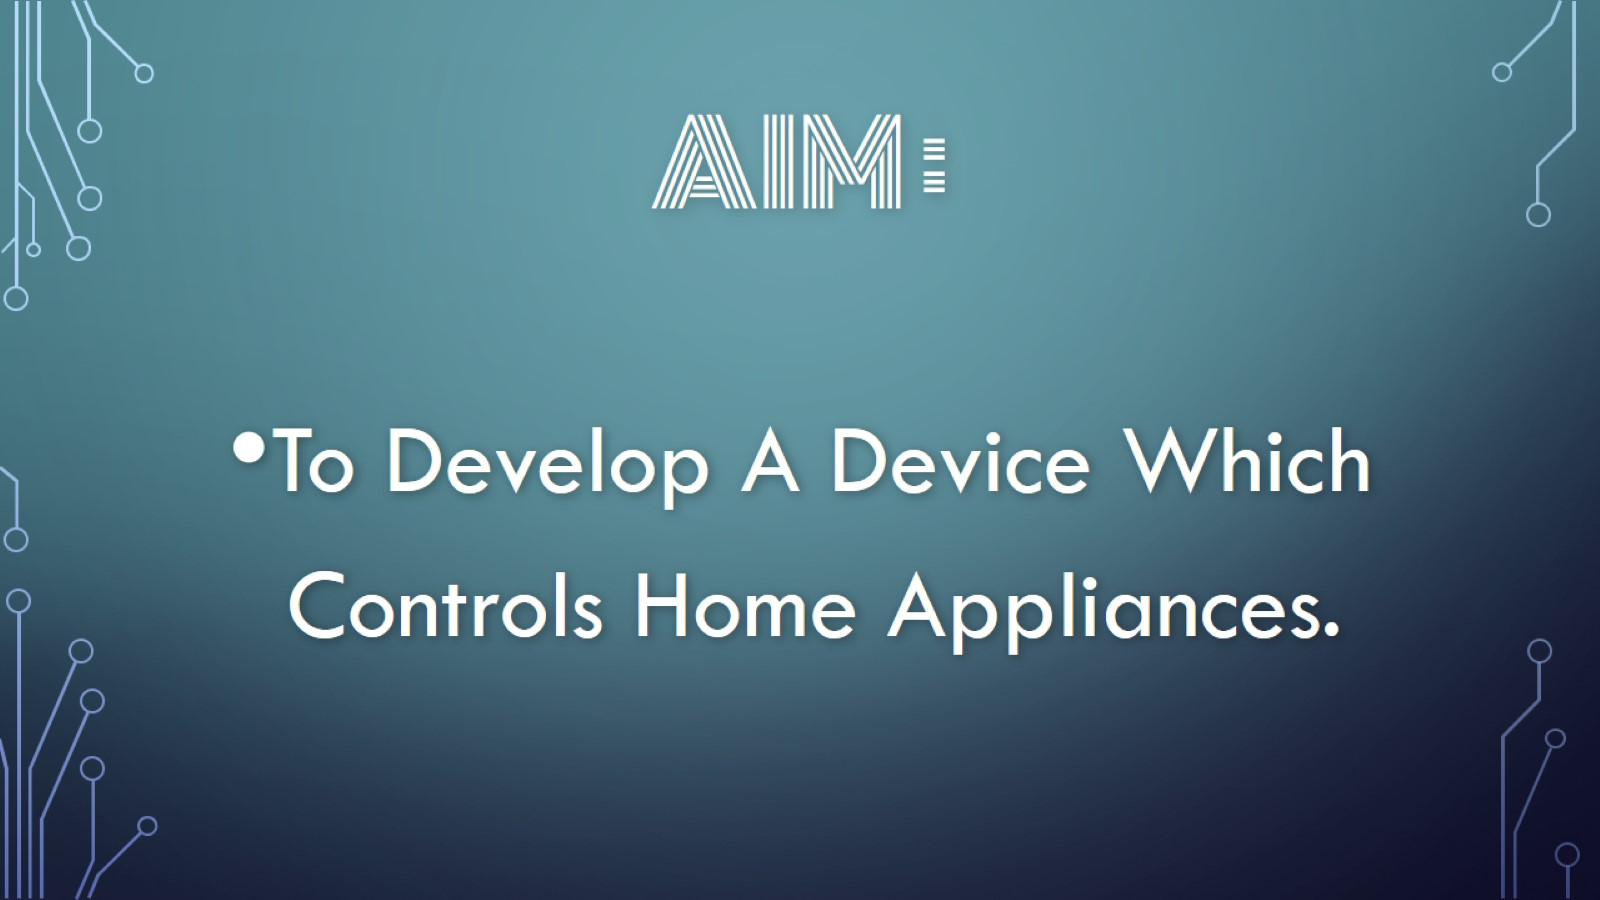 AIM:
•To Develop A Device Which
Controls Home Appliances.